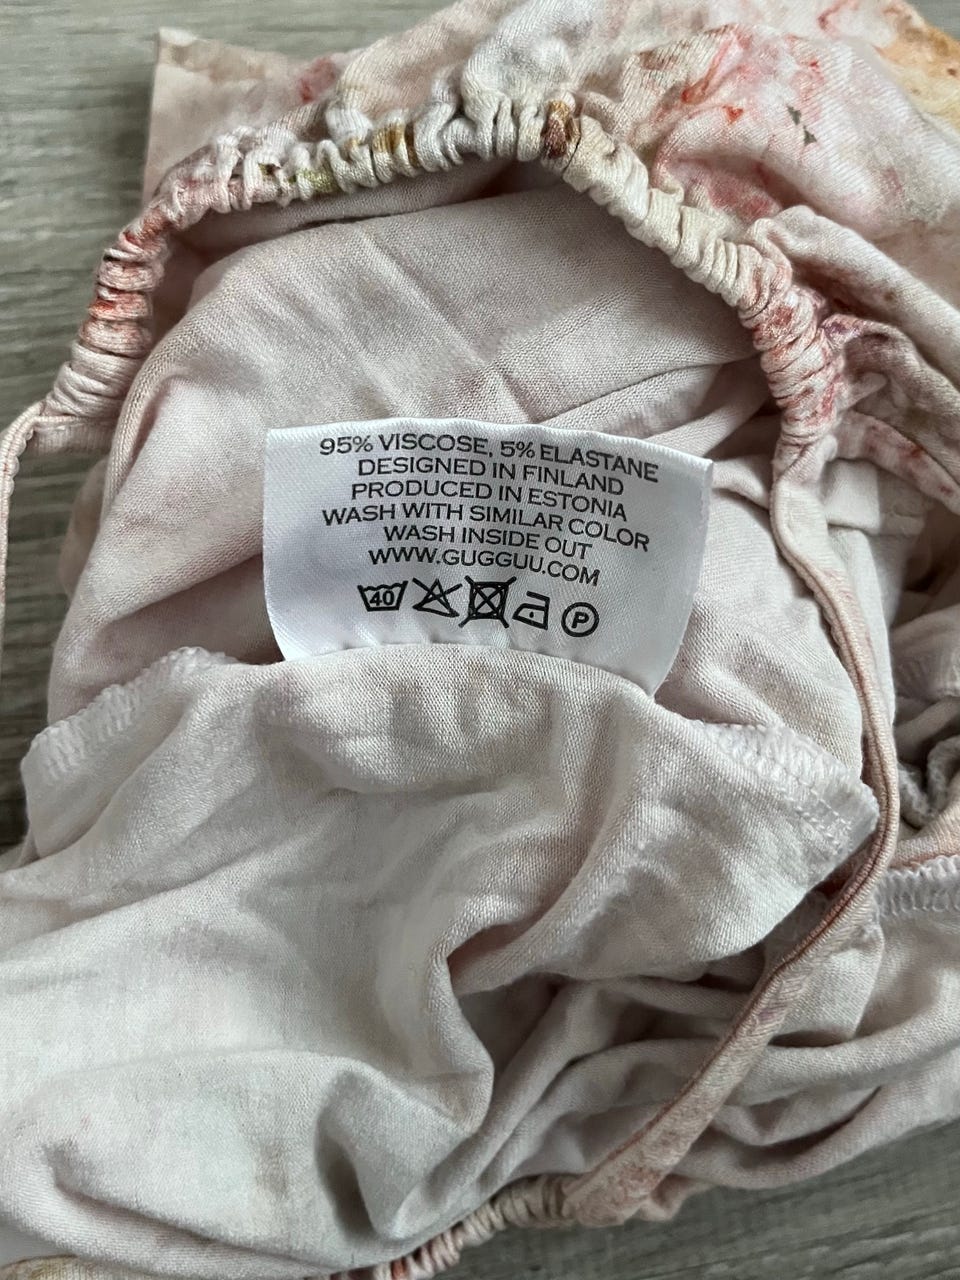 95% VISCOSE, 5% ELASTANE
DESIGNED IN FINLAND
PRODUCED IN ESTONIA
WASH WITH SIMILAR COLOR
WASH INSIDE OUT
WWW.GUGGUU.COM
40 P